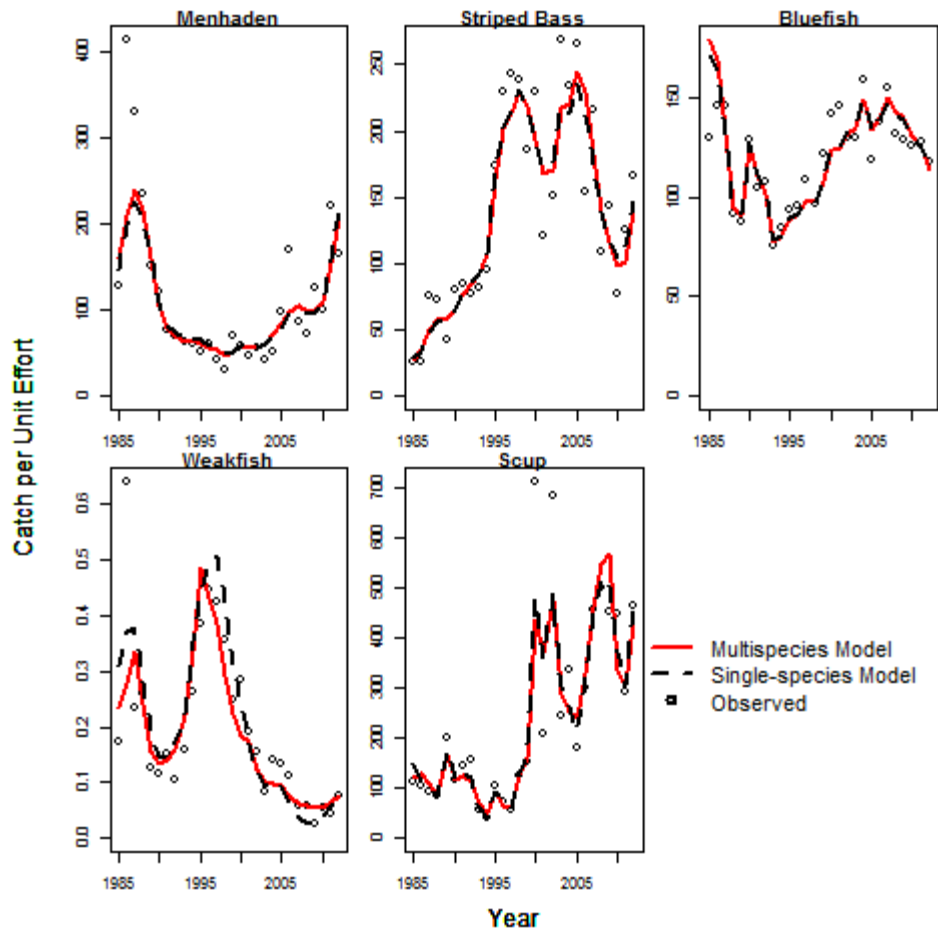 Menhaden
Striped Bass
Bluefish
0 100 200 300 400
0 50 100 150 200 250
0 50 100 150
1985 1995 2005
1985 1995 2005
1985 1995 2005
Catch per Unit Effort
Weakfish
Scup
0.0 0.1 0.2 0.3 0.4 0.5 0.6
0 100 200 300 400 500 600 700
1985 1995 2005
1985 1995 2005
Multispecies Model
Single-species Model
Observed
Year